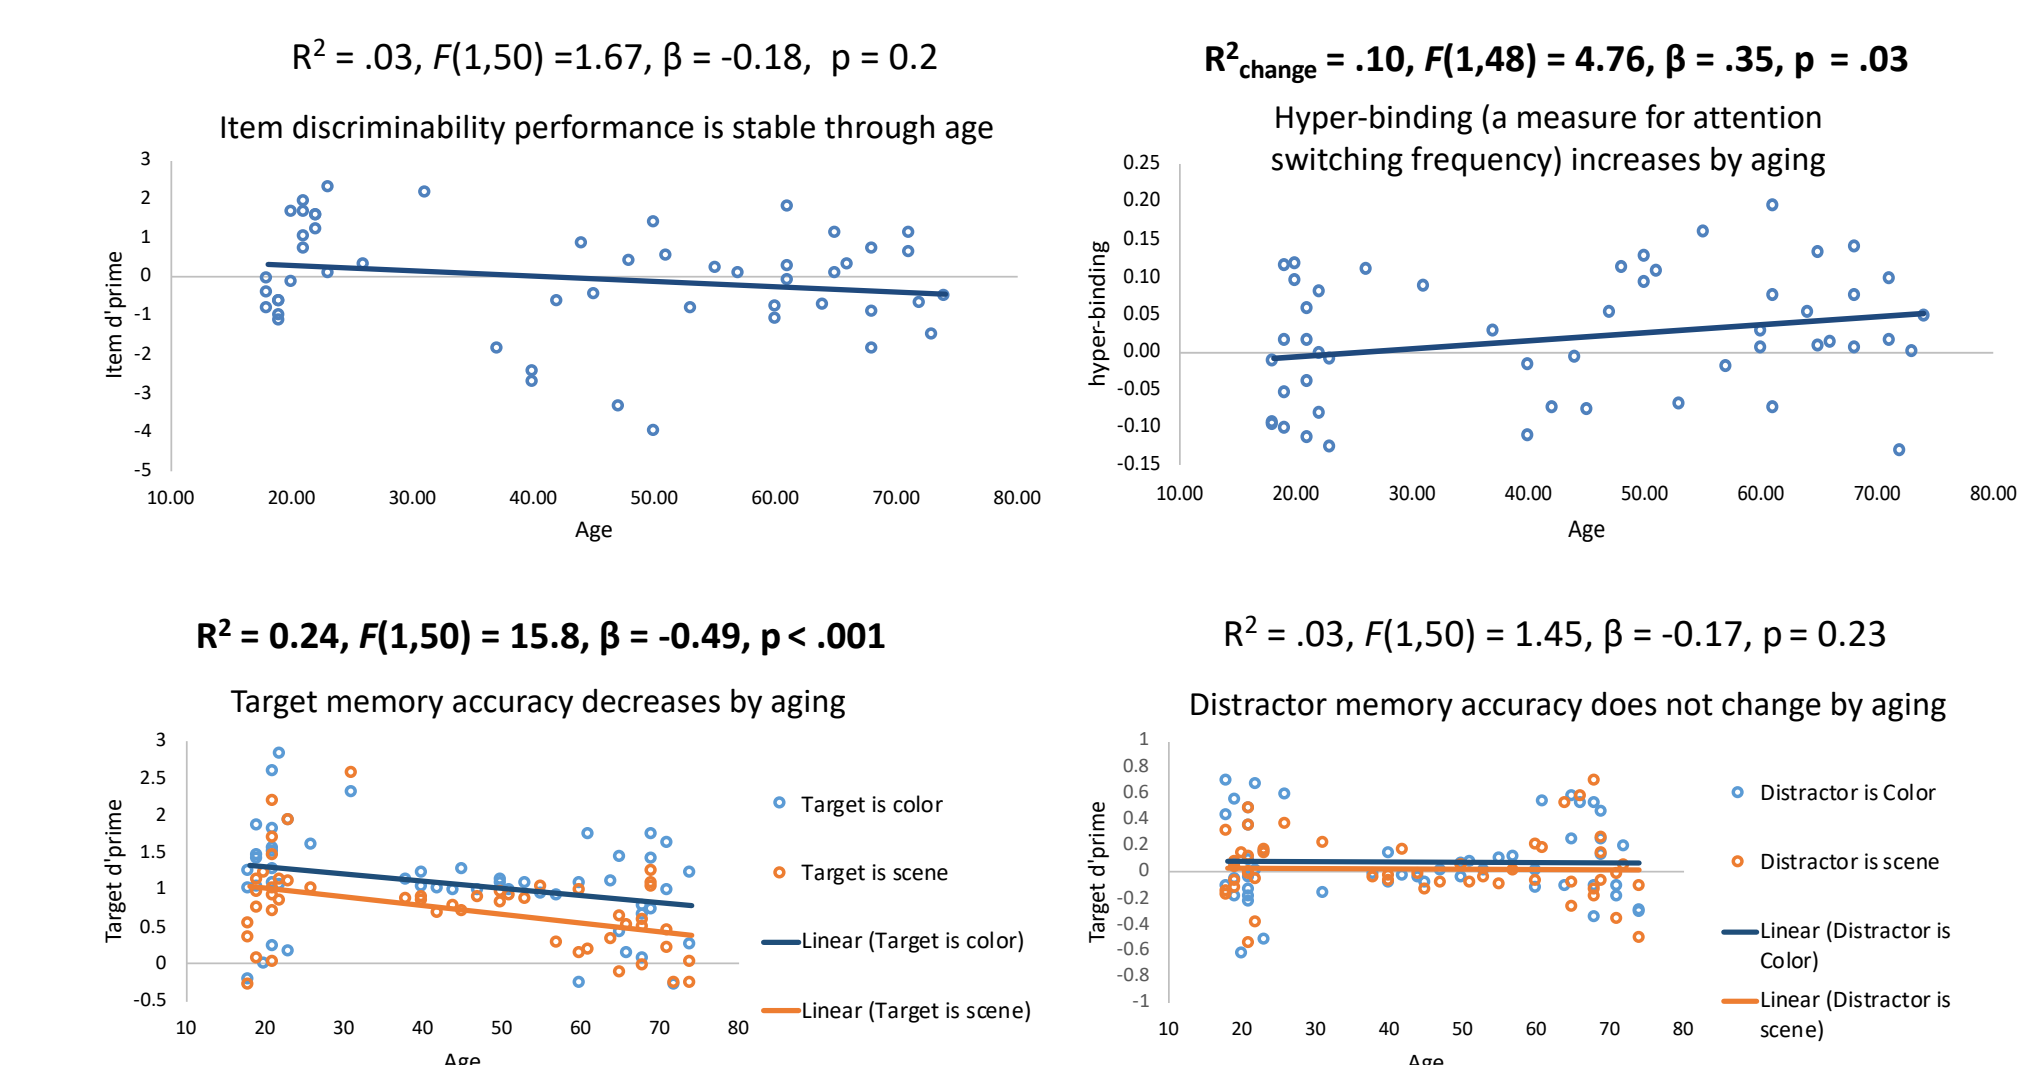 R² = .03, F(1,50) =1.67, β = -0.18, p = 0.2
Item discriminability performance is stable through age
3
2
1
0
-1
-2
-3
-4
-5
Item d'prime
10.00 20.00 30.00 40.00 50.00 60.00 70.00 80.00
Age
R²change = .10, F(1,48) = 4.76, β = .35, p = .03
Hyper-binding (a measure for attention
switching frequency) increases by aging
0.25
0.20
0.15
0.10
0.05
0.00
-0.05
-0.10
-0.15
hyper-binding
10.00 20.00 30.00 40.00 50.00 60.00 70.00 80.00
Age
R² = 0.24, F(1,50) = 15.8, β = -0.49, p < .001
Target memory accuracy decreases by aging
3
2.5
2
1.5
1
0.5
0
-0.5
Target d'prime
10 20 30 40 50 60 70 80
Age
Target is color
Target is scene
Linear (Target is color)
Linear (Target is scene)
R² = .03, F(1,50) = 1.45, β = -0.17, p = 0.23
Distractor memory accuracy does not change by aging
1
0.8
0.6
0.4
0.2
0
-0.2
-0.4
-0.6
-0.8
-1
Target d'prime
10 20 30 40 50 60 70 80
Age
Distractor is Color
Distractor is scene
Linear (Distractor is
Color)
Linear (Distractor is
scene)